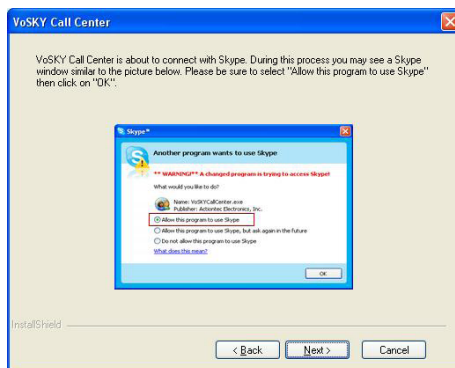 VoSKY Call Center
VoSKY Call Center is about to connect with Skype. During this process you may see a Skype
window similar to the picture below. Please be sure to select "Allow this program to use Skype"
then click on "OK".
Skype™
Another program wants to use Skype
** WARNING!** A changed program is trying to access Skype!
What would you like to do?
Name: VoSKYCallCenter.exe
Publisher: Actiontec Electronics, Inc.
Allow this program to use Skype
Allow this program to use Skype, but ask again in the future
Do not allow this program to use Skype
What does this mean?
OK
InstallShield
< Back
Next >
Cancel